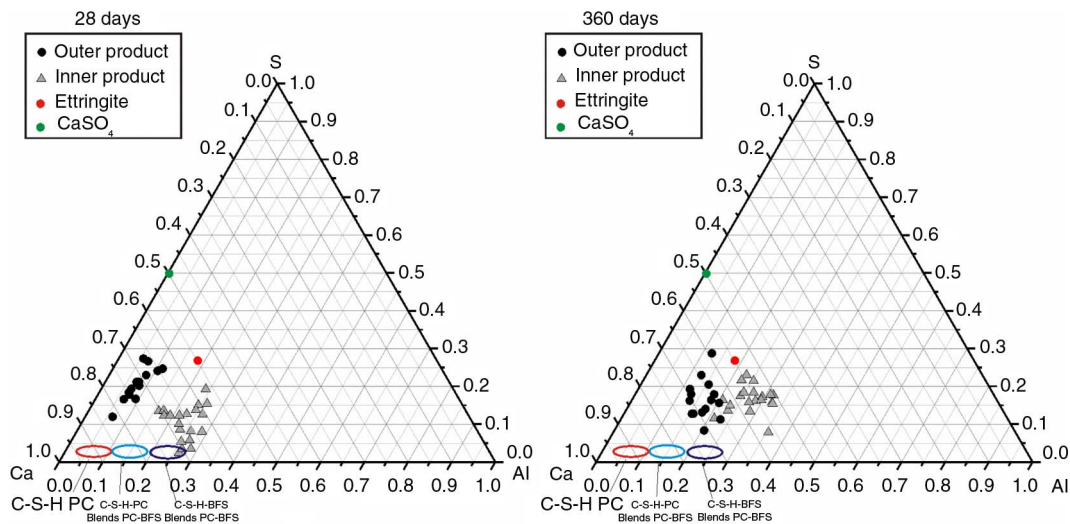 28 days
Outer product
Inner product
Ettringite
CaSO4
S
0.0 1.0
0.1 0.9
0.2 0.8
0.3 0.7
0.4 0.6
0.5 0.5
0.6 0.4
0.7 0.3
0.8 0.2
0.9 0.1
1.0 0.0
Ca Al
0.0 0.1 0.2 0.3 0.4 0.5 0.6 0.7 0.8 0.9 1.0
C-S-H PC C-S-H-PC C-S-H-BFS
Blends PC-BFS Blends PC-BFS
360 days
Outer product
Inner product
Ettringite
CaSO4
S
0.0 1.0
0.1 0.9
0.2 0.8
0.3 0.7
0.4 0.6
0.5 0.5
0.6 0.4
0.7 0.3
0.8 0.2
0.9 0.1
1.0 0.0
Ca Al
0.0 0.1 0.2 0.3 0.4 0.5 0.6 0.7 0.8 0.9 1.0
C-S-H PC C-S-H-PC C-S-H-BFS
Blends PC-BFS Blends PC-BFS